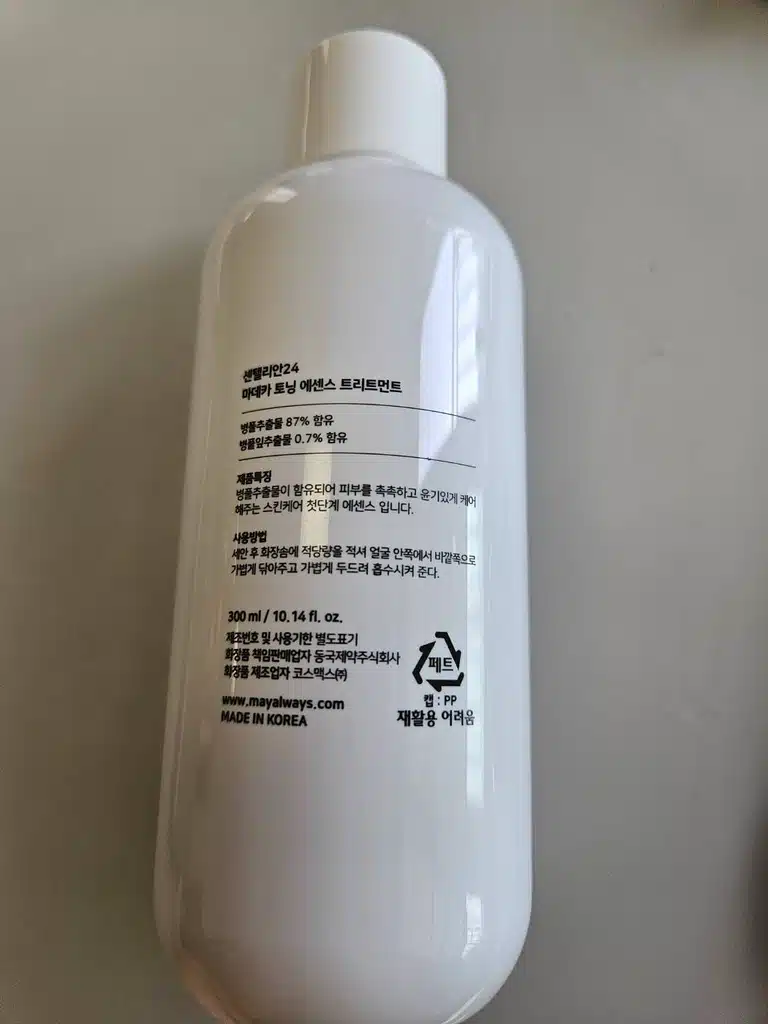 센텔리안24
마데카 토닝 에센스 트리트먼트
병풀추출물 87% 함유
병풀잎추출물 0.7% 함유
제품특징
병풀추출물이 함유되어 피부를 촉촉하고 윤기있게 케어
해주는 스킨케어 첫단계 에센스 입니다.
사용방법
세안 후 화장솜에 적당량을 적셔 얼굴 안쪽에서 바깥쪽으로
가볍게 닦아주고 가볍게 두드려 흡수시켜 준다.
300 ml / 10.14 fl. oz.
제조번호 및 사용기한 별도표기
화장품 책임판매업자 동국제약주식회사
화장품 제조업자 코스맥스㈜
www.mayalways.com
MADE IN KOREA
페트
캡 : PP
재활용 어려움